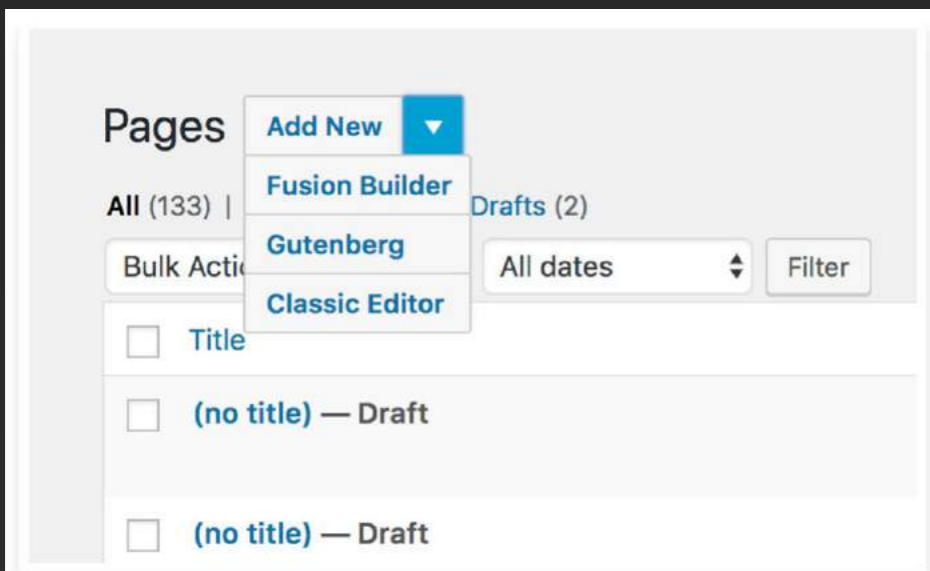 Pages Add New
Fusion Builder
All (133) | Drafts (2)
Gutenberg
Bulk All dates Filter
Classic Editor
Title
(no title) — Draft
(no title) — Draft